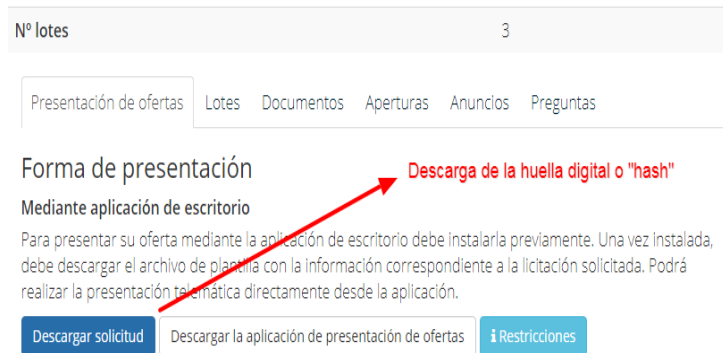 Nº lotes 3
Presentación de ofertas Lotes Documentos Aperturas Anuncios Preguntas
Forma de presentación
Descarga de la huella digital o "hash"
Mediante aplicación de escritorio
Para presentar su oferta mediante la aplicación de escritorio debe instalarla previamente. Una vez instalada,
debe descargar el archivo de plantilla con la información correspondiente a la licitación solicitada. Podrá
realizar la presentación telemática directamente desde la aplicación.
Descargar solicitud Descargar la aplicación de presentación de ofertas i Restricciones